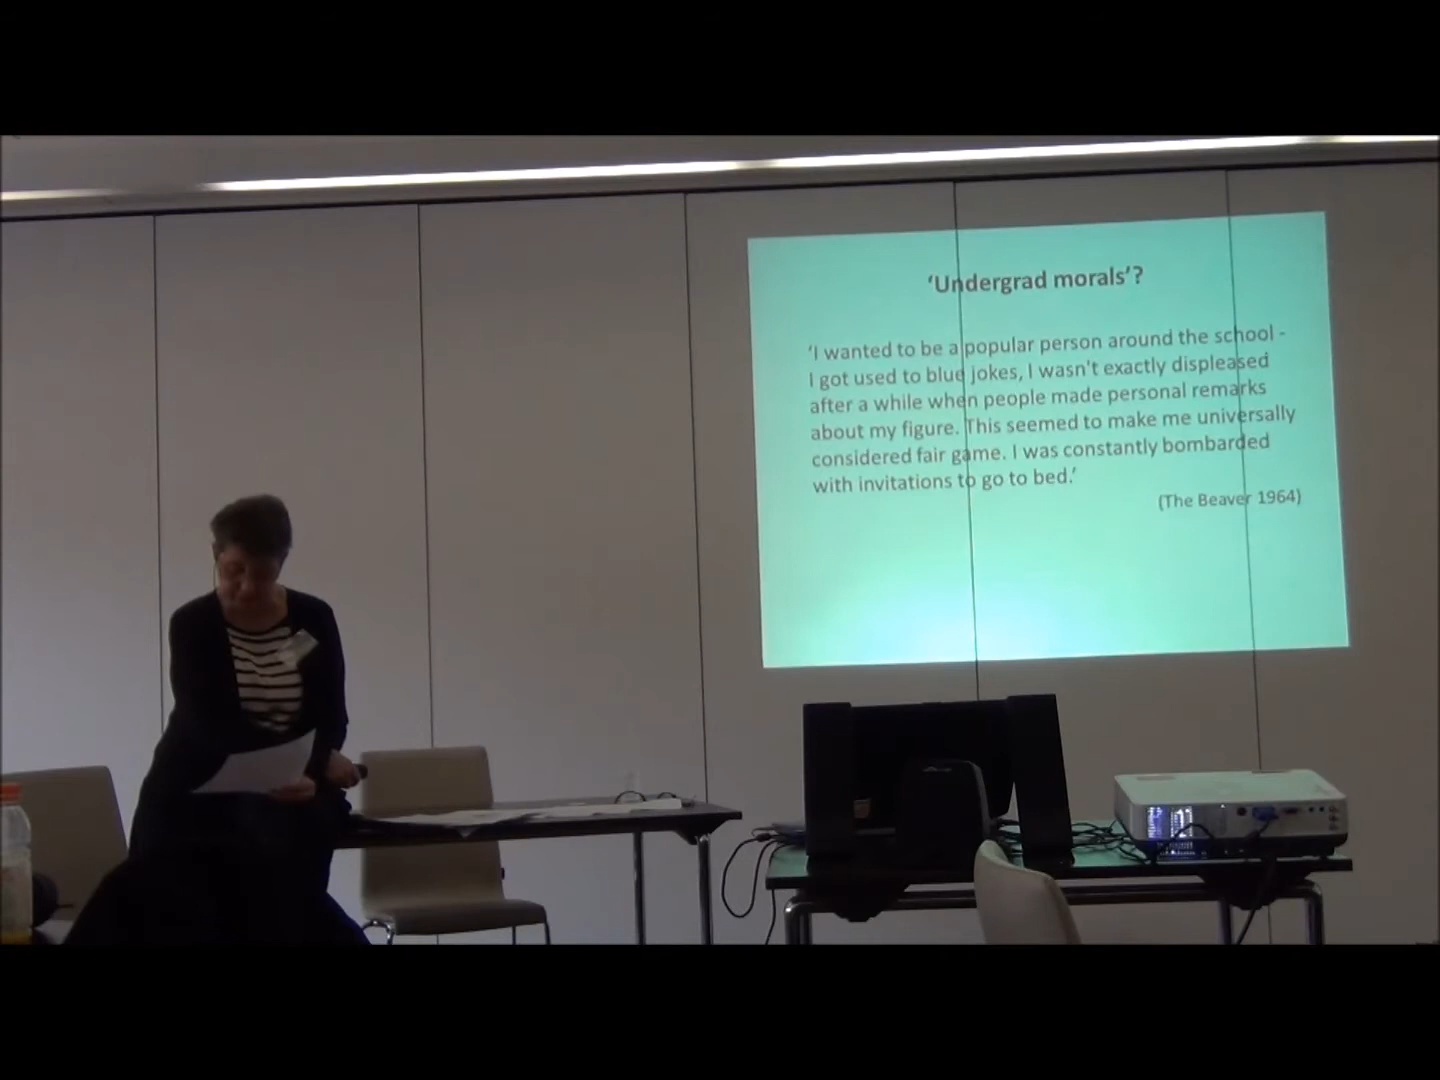 ‘Undergrad morals’?
‘I wanted to be a popular person around the school -
I got used to blue jokes, I wasn't exactly displeased
after a while when people made personal remarks
about my figure. This seemed to make me universally
considered fair game. I was constantly bombarded
with invitations to go to bed.’
(The Beaver 1964)